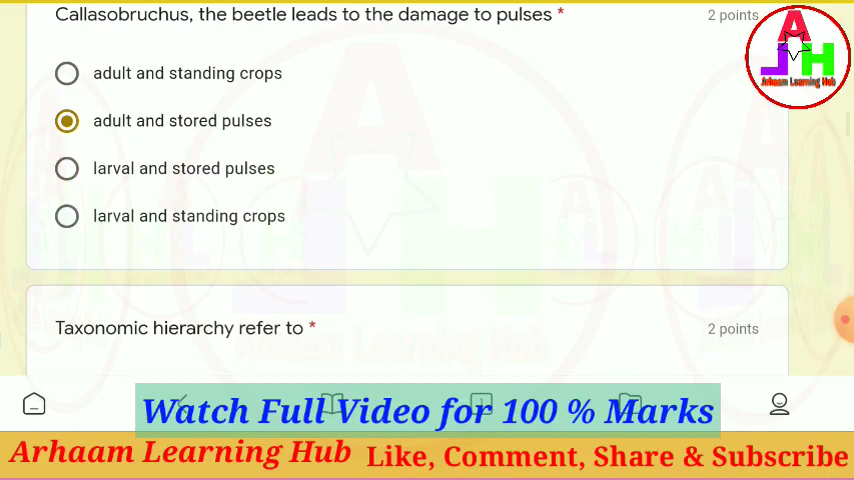 Callasobruchus, the beetle leads to the damage to pulses *
2 points
A
JLH
Arhaam Learning Hub
adult and standing crops
adult and stored pulses
larval and stored pulses
larval and standing crops
Taxonomic hierarchy refer to *
2 points
Watch Full Video for 100 % Marks
Arhaam Learning Hub Like, Comment, Share & Subscribe